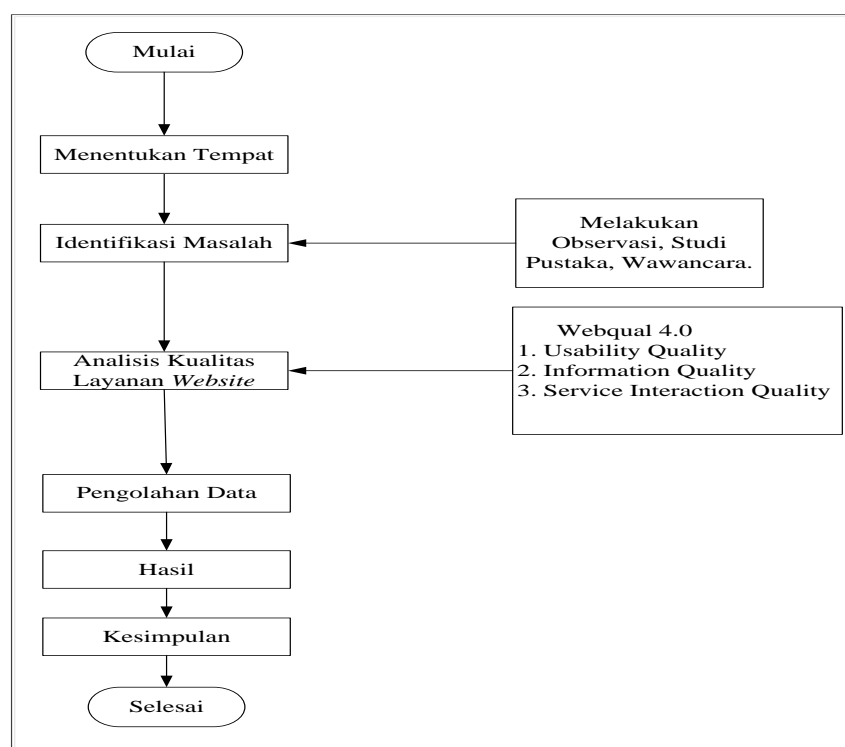 Mulai
Menentukan Tempat
Identifikasi Masalah
Melakukan
Observasi, Studi
Pustaka, Wawancara.
Analisis Kualitas
Layanan Website
Webqual 4.0
1. Usability Quality
2. Information Quality
3. Service Interaction Quality
Pengolahan Data
Hasil
Kesimpulan
Selesai